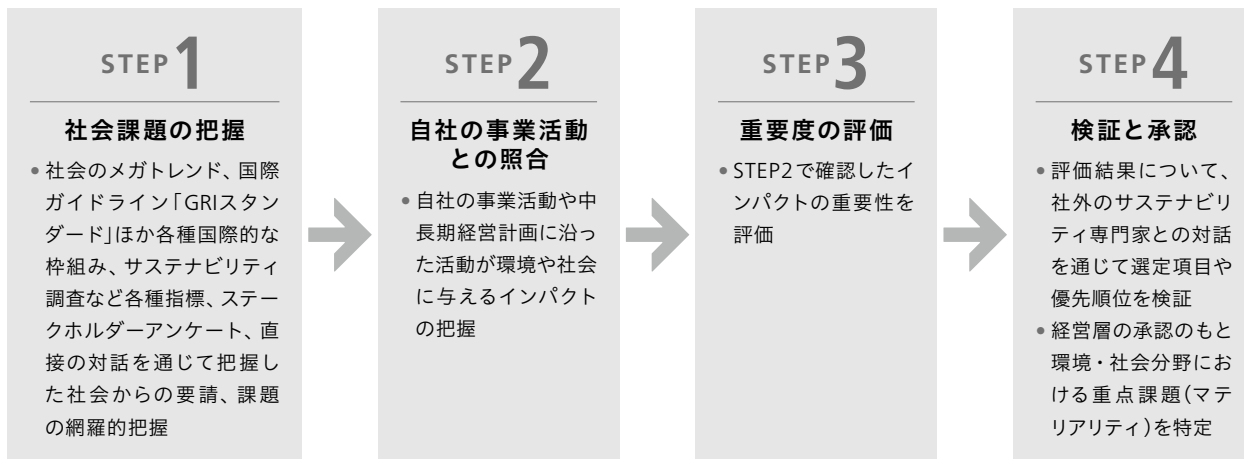 STEP 1
社会課題の把握
• 社会のメガトレンド、国際
ガイドライン「GRIスタン
ダード」ほか各種国際的な
枠組み、サステナビリティ
調査など各種指標、ステー
クホルダーアンケート、直
接の対話を通じて把握し
た社会からの要請、課題
の網羅的把握
STEP 2
自社の事業活動
との照合
• 自社の事業活動や中
長期経営計画に沿っ
た活動が環境や社会
に与えるインパクト
の把握
STEP 3
重要度の評価
• STEP2で確認したイ
ンパクトの重要性を
評価
STEP 4
検証と承認
• 評価結果について、
社外のサステナビリ
ティ専門家との対話
を通じて選定項目や
優先順位を検証
• 経営層の承認のもと
環境・社会分野にお
ける重点課題(マテ
リアリティ)を特定